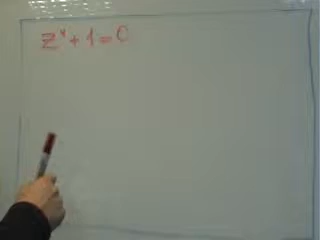 z⁴ + 1 = 0